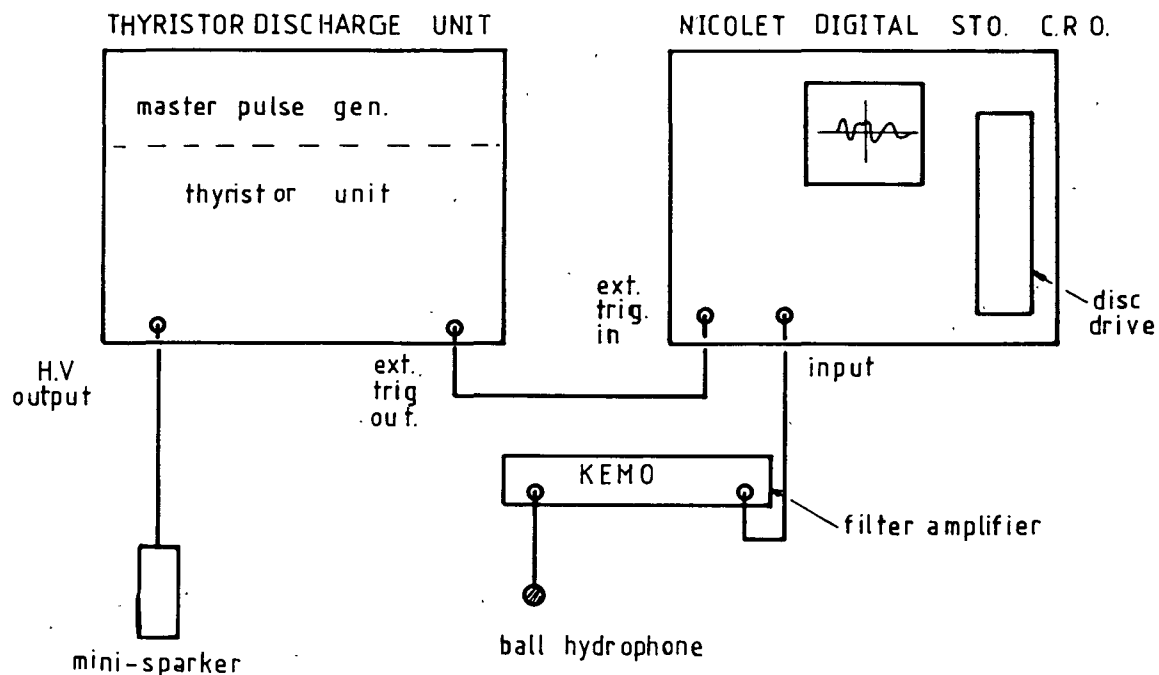 THYRISTOR DISCHARGE UNIT
NICOLET DIGITAL STO. C.R O.
master pulse gen.
thyristor unit
ext.
trig.
in
disc
drive
H.V
output
ext.
trig
out.
input
KEMO
filter amplifier
ball hydrophone
mini-sparker